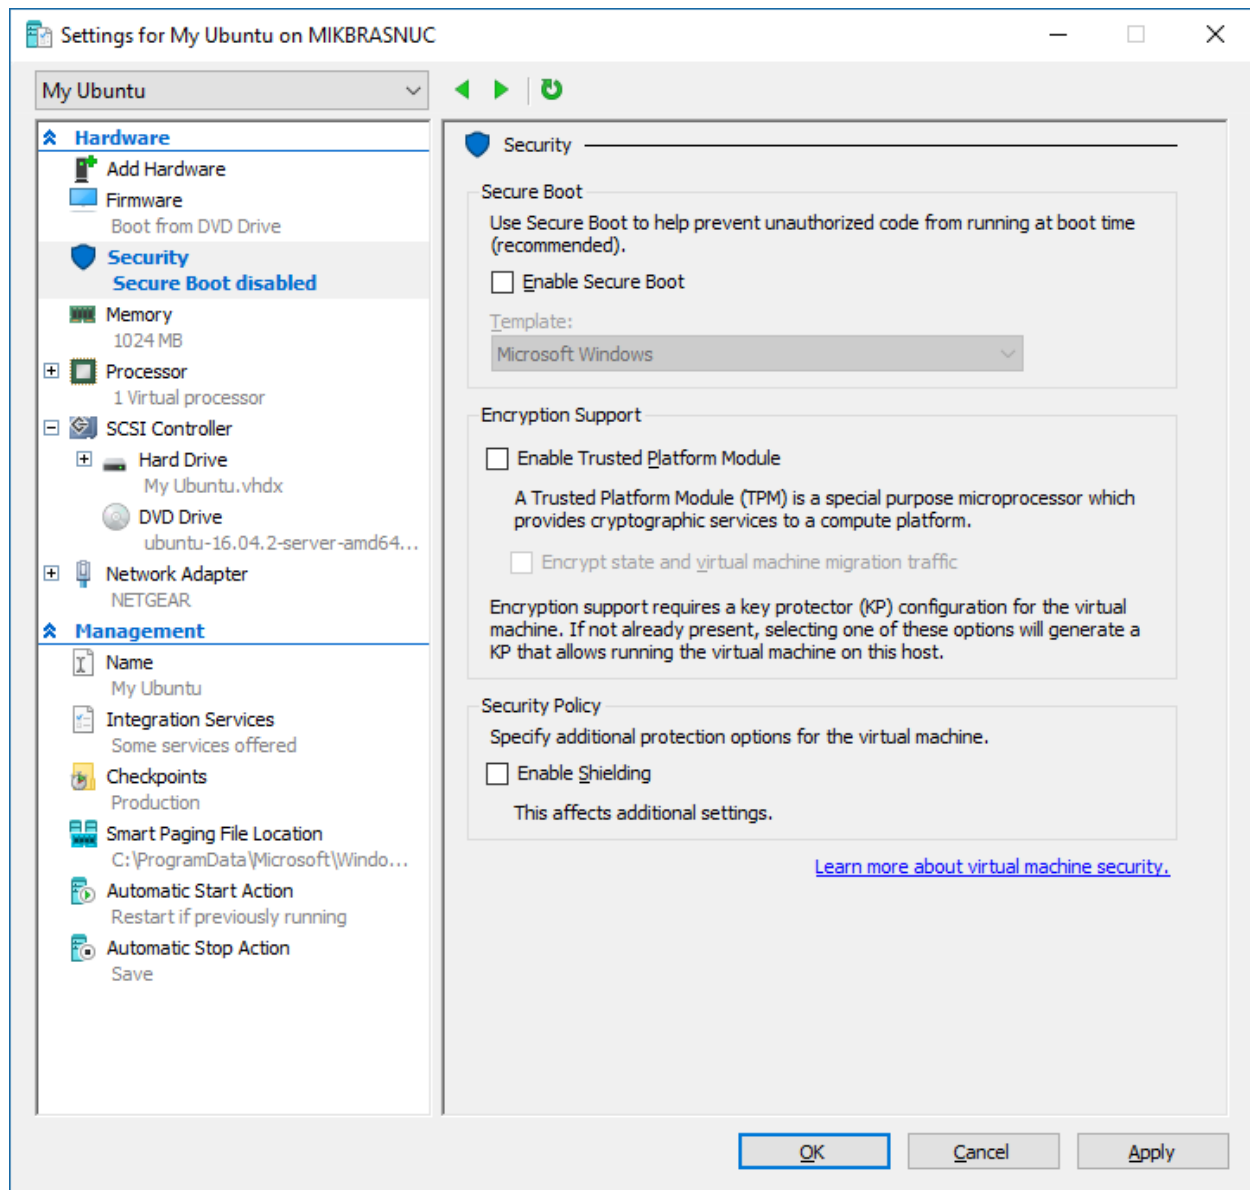 Settings for My Ubuntu on MIKBRASNUC
My Ubuntu
Hardware
Add Hardware
Firmware
Boot from DVD Drive
Security
Secure Boot disabled
Memory
1024 MB
Processor
1 Virtual processor
SCSI Controller
Hard Drive
My Ubuntu.vhdx
DVD Drive
ubuntu-16.04.2-server-amd64...
Network Adapter
NETGEAR
Management
Name
My Ubuntu
Integration Services
Some services offered
Checkpoints
Production
Smart Paging File Location
C:\ProgramData\Microsoft\Windo...
Automatic Start Action
Restart if previously running
Automatic Stop Action
Save
Security
Secure Boot
Use Secure Boot to help prevent unauthorized code from running at boot time
(recommended).
Enable Secure Boot
Template:
Microsoft Windows
Encryption Support
Enable Trusted Platform Module
A Trusted Platform Module (TPM) is a special purpose microprocessor which
provides cryptographic services to a compute platform.
Encrypt state and virtual machine migration traffic
Encryption support requires a key protector (KP) configuration for the virtual
machine. If not already present, selecting one of these options will generate a
KP that allows running the virtual machine on this host.
Security Policy
Specify additional protection options for the virtual machine.
Enable Shielding
This affects additional settings.
Learn more about virtual machine security.
OK
Cancel
Apply